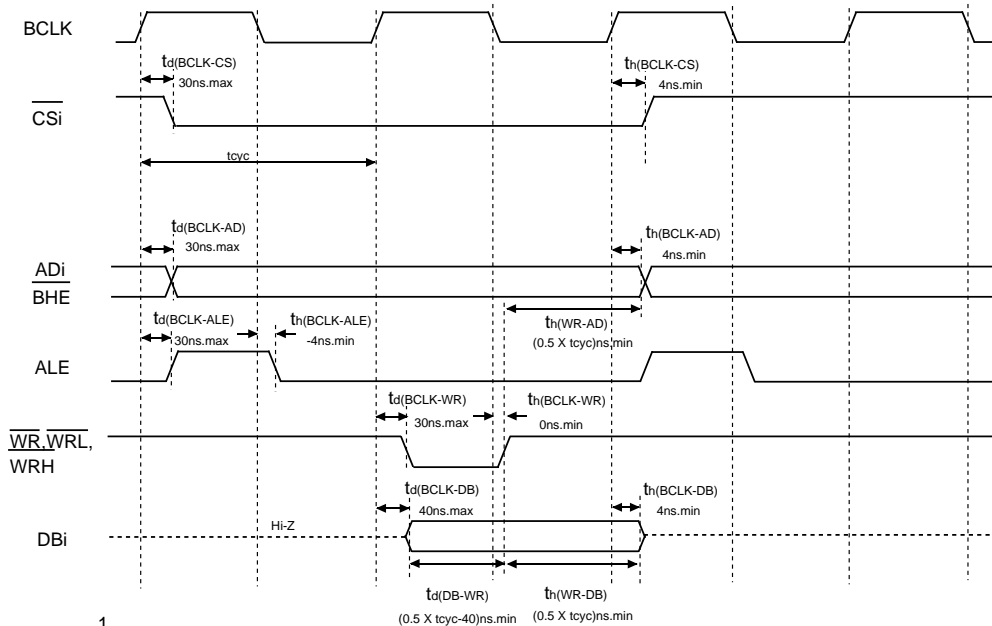 BCLK
td(BCLK-CS)
30ns.max
th(BCLK-CS)
4ns.min
CSi
tcyc
td(BCLK-AD)
30ns.max
th(BCLK-AD)
4ns.min
ADi
BHE
td(BCLK-ALE)
30ns.max
th(BCLK-ALE)
-4ns.min
th(WR-AD)
(0.5 X tcyc)ns.min
ALE
td(BCLK-WR)
30ns.max
th(BCLK-WR)
0ns.min
WR,WRL,
WRH
td(BCLK-DB)
40ns.max
th(BCLK-DB)
4ns.min
Hi-Z
DBi
td(DB-WR)
(0.5 X tcyc-40)ns.min
th(WR-DB)
(0.5 X tcyc)ns.min
1